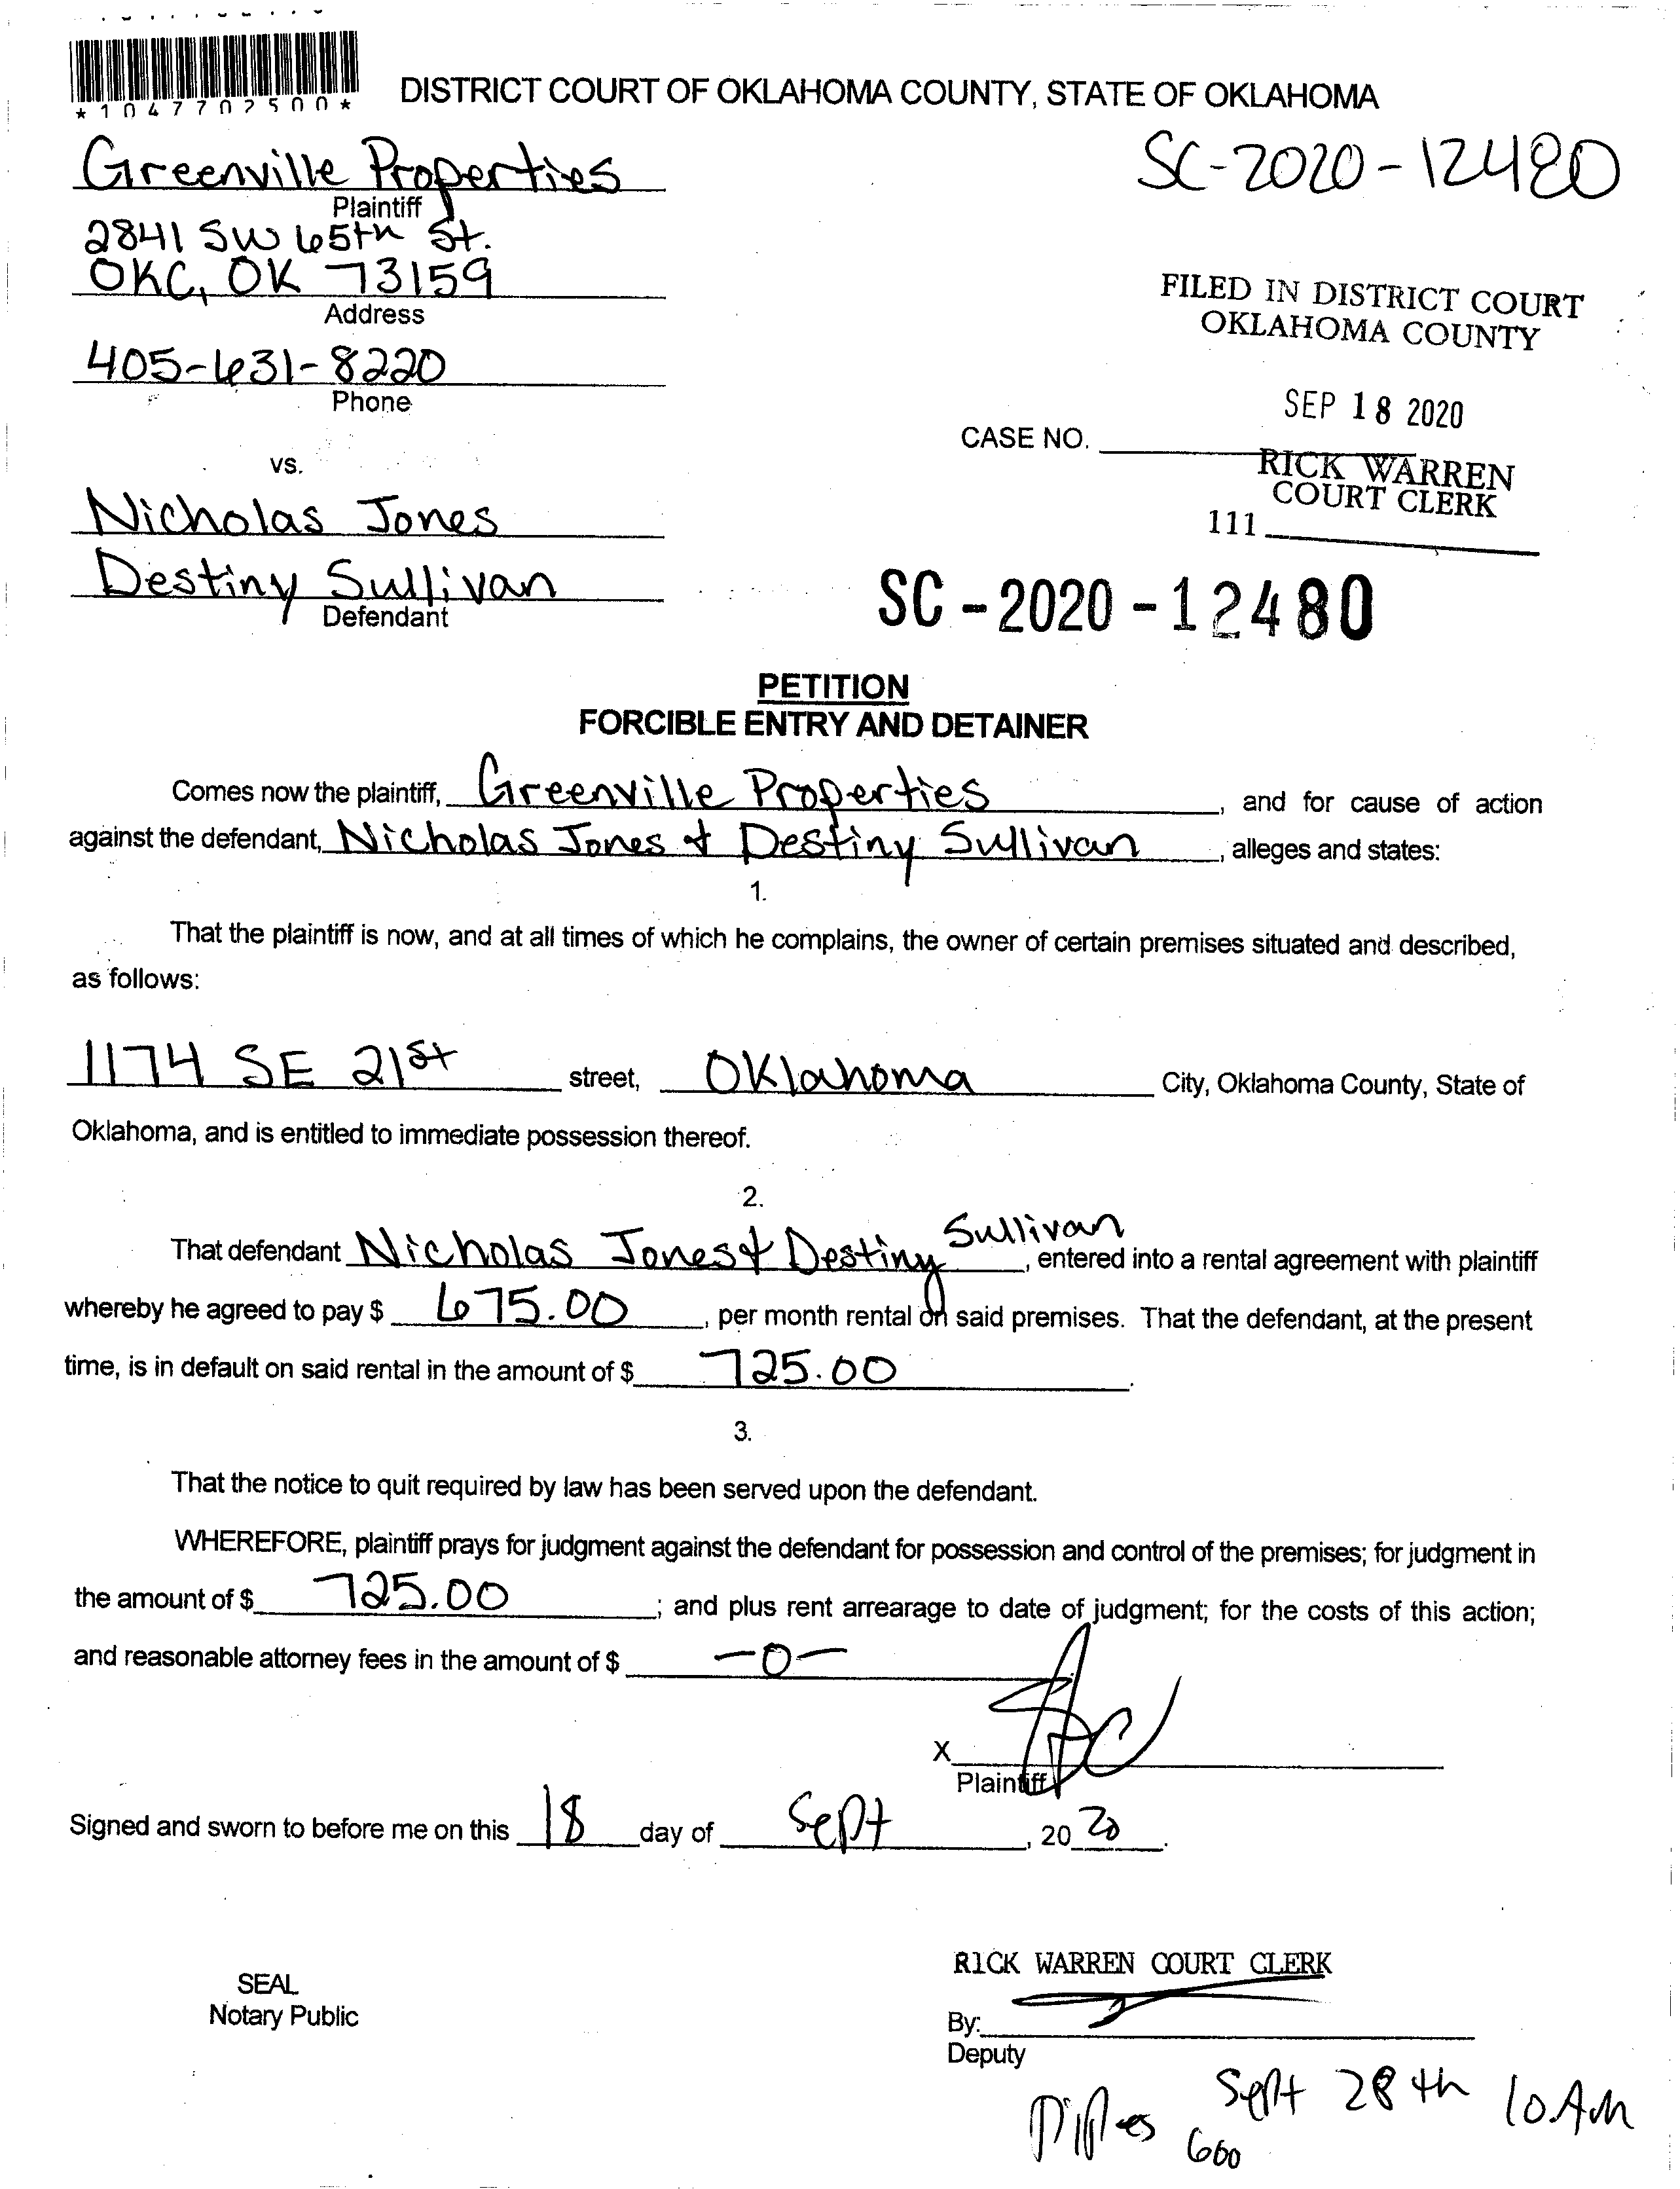 *1047702500*
DISTRICT COURT OF OKLAHOMA COUNTY, STATE OF OKLAHOMA
Greenville Properties
Plaintiff
SC-2020-12480
2841 SW 65th St.
OKC, OK 73159
Address
405-631-8220
Phone
FILED IN DISTRICT COURT
OKLAHOMA COUNTY
SEP 18 2020
CASE NO.
RICK WARREN
COURT CLERK
111
vs.
Nicholas Jones
Destiny Sullivan
Defendant
SC-2020-12480
PETITION
FORCIBLE ENTRY AND DETAINER
Comes now the plaintiff, Greenville Properties, and for cause of action
against the defendant, Nicholas Jones & Destiny Sullivan, alleges and states:
1.
That the plaintiff is now, and at all times of which he complains, the owner of certain premises situated and described,
as follows:
1174 SE 21st street, Oklahoma City, Oklahoma County, State of
Oklahoma, and is entitled to immediate possession thereof.
2.
That defendant Nicholas Jones & Destiny Sullivan, entered into a rental agreement with plaintiff
whereby he agreed to pay $ 675.00, per month rental on said premises. That the defendant, at the present
time, is in default on said rental in the amount of $ 725.00.
3.
That the notice to quit required by law has been served upon the defendant.
WHEREFORE, plaintiff prays for judgment against the defendant for possession and control of the premises; for judgment in
the amount of $ 725.00; and plus rent arrearage to date of judgment; for the costs of this action;
and reasonable attorney fees in the amount of $ -0-
X
Plaintiff
Signed and sworn to before me on this 18 day of Sept, 2020.
SEAL
Notary Public
RICK WARREN COURT CLERK
By:
Deputy
Sept 28th 10 AM
600